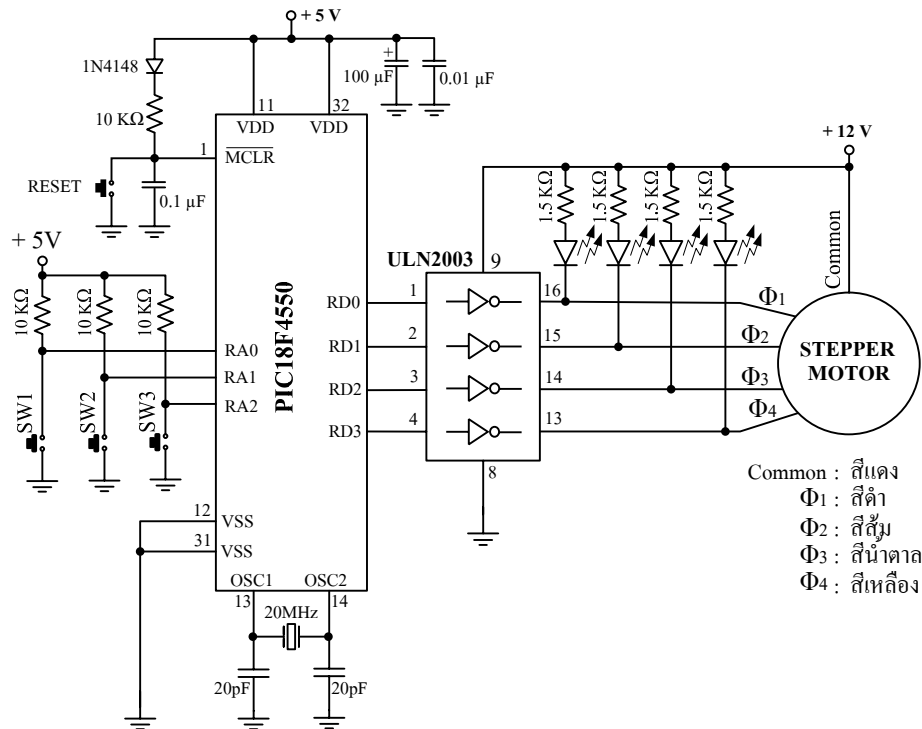 + 5 V
1N4148
10 KΩ
100 µF
+
0.01 µF
11
32
VDD
VDD
1
MCLR
RESET
0.1 µF
+ 5V
10 KΩ
10 KΩ
10 KΩ
SW1
SW2
SW3
RA0
RA1
RA2
PIC18F4550
RD0
RD1
RD2
RD3
12
VSS
31
VSS
OSC1
OSC2
13
14
20MHz
20pF
20pF
ULN2003
9
1
2
3
4
16
15
14
13
8
+ 12 V
1.5 KΩ
1.5 KΩ
1.5 KΩ
1.5 KΩ
Common
Φ1
Φ2
Φ3
Φ4
STEPPER
MOTOR
Common : สีแดง
Φ1 : สีดำ
Φ2 : สีส้ม
Φ3 : สีน้ำตาล
Φ4 : สีเหลือง